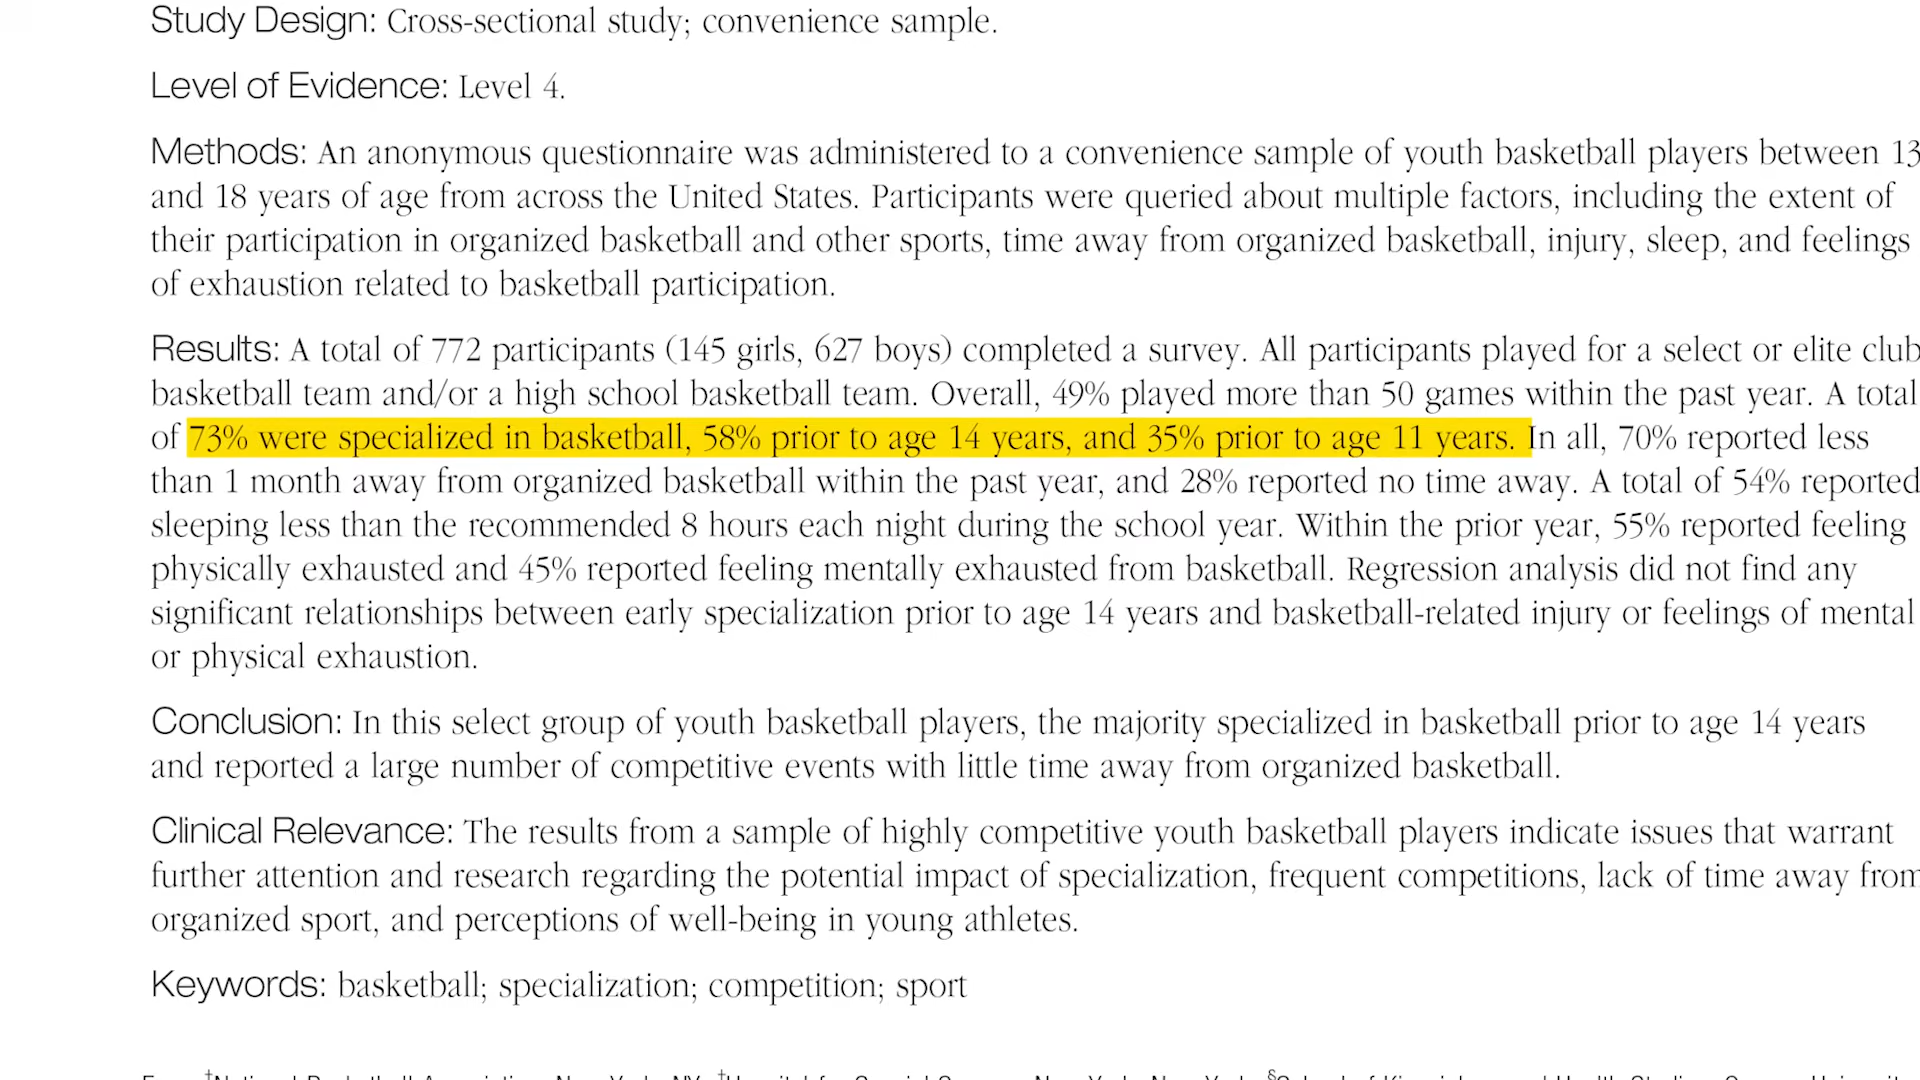 Study Design: Cross-sectional study; convenience sample.
Level of Evidence: Level 4.
Methods: An anonymous questionnaire was administered to a convenience sample of youth basketball players between 13
and 18 years of age from across the United States. Participants were queried about multiple factors, including the extent of
their participation in organized basketball and other sports, time away from organized basketball, injury, sleep, and feelings
of exhaustion related to basketball participation.
Results: A total of 772 participants (145 girls, 627 boys) completed a survey. All participants played for a select or elite club
basketball team and/or a high school basketball team. Overall, 49% played more than 50 games within the past year. A total
of 73% were specialized in basketball, 58% prior to age 14 years, and 35% prior to age 11 years. In all, 70% reported less
than 1 month away from organized basketball within the past year, and 28% reported no time away. A total of 54% reported
sleeping less than the recommended 8 hours each night during the school year. Within the prior year, 55% reported feeling
physically exhausted and 45% reported feeling mentally exhausted from basketball. Regression analysis did not find any
significant relationships between early specialization prior to age 14 years and basketball-related injury or feelings of mental
or physical exhaustion.
Conclusion: In this select group of youth basketball players, the majority specialized in basketball prior to age 14 years
and reported a large number of competitive events with little time away from organized basketball.
Clinical Relevance: The results from a sample of highly competitive youth basketball players indicate issues that warrant
further attention and research regarding the potential impact of specialization, frequent competitions, lack of time away from
organized sport, and perceptions of well-being in young athletes.
Keywords: basketball; specialization; competition; sport